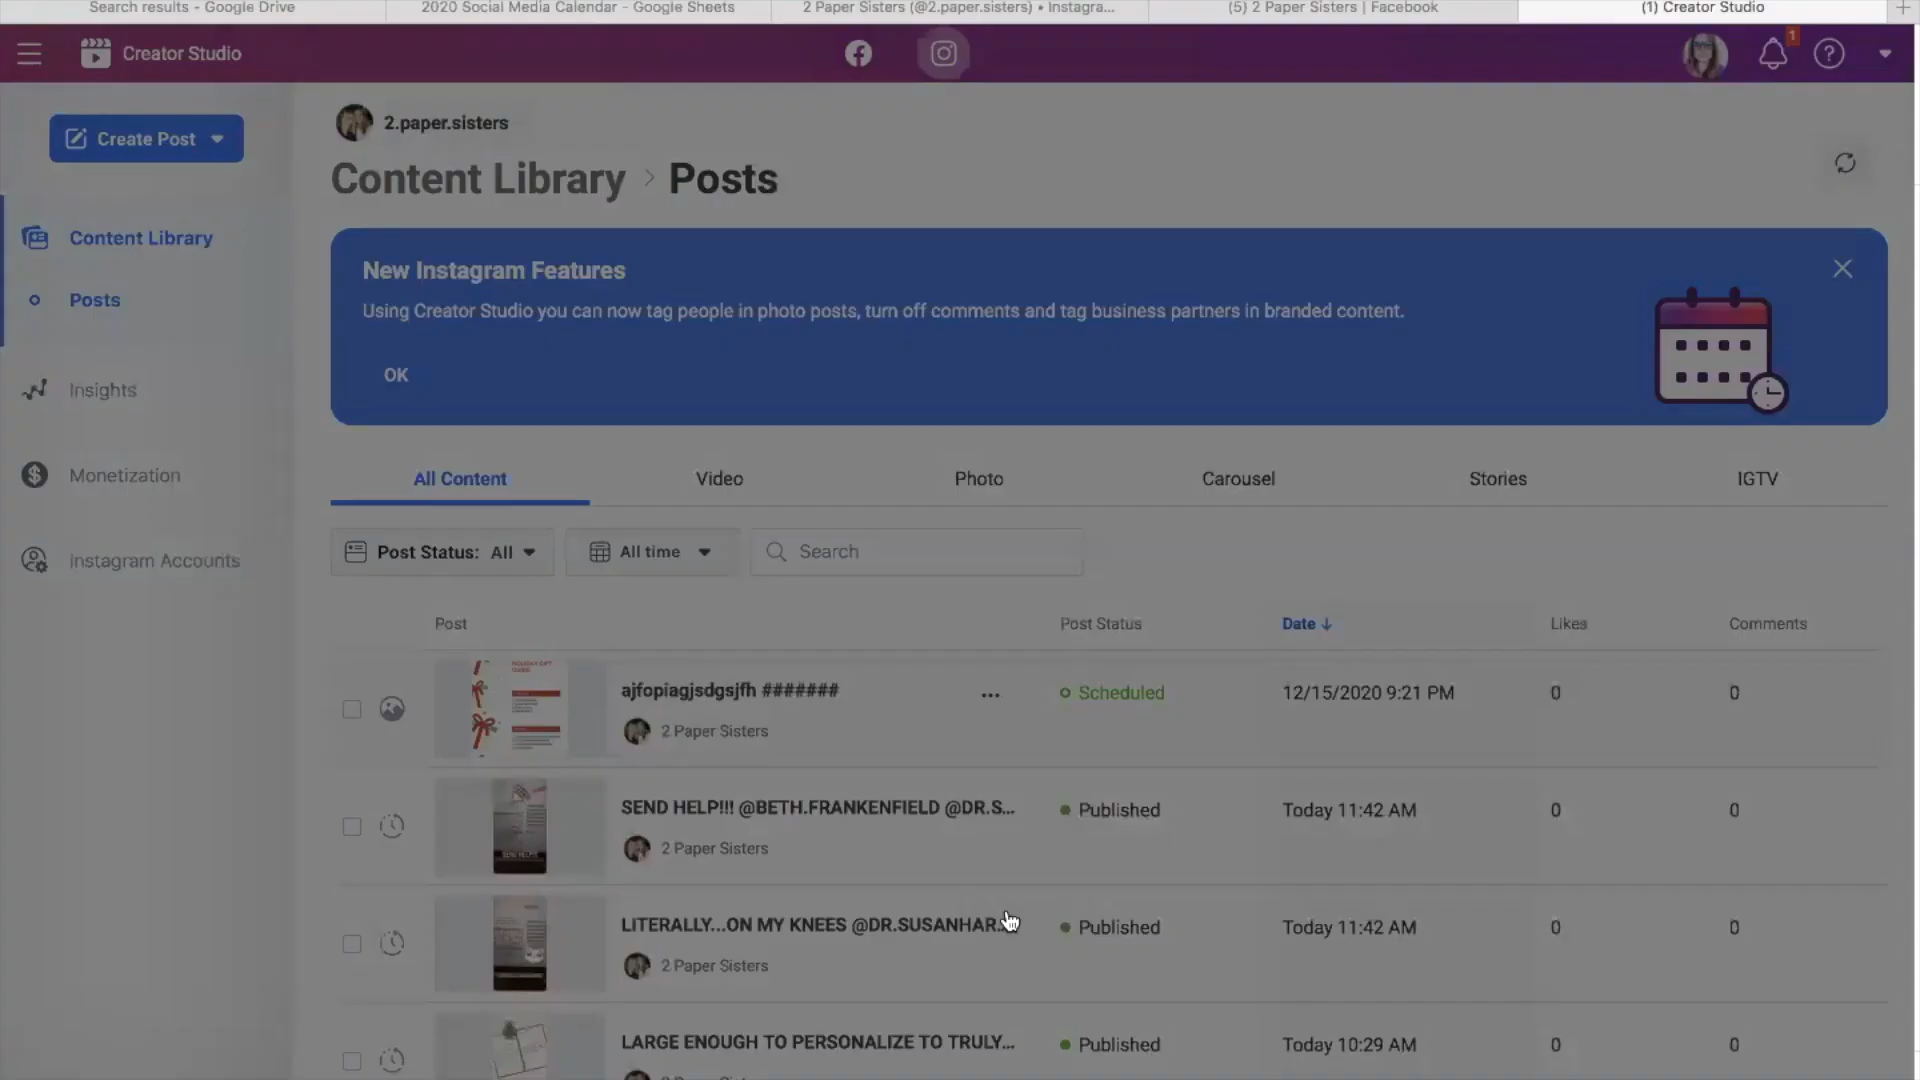 Search results - Google Drive
2020 Social Media Calendar - Google Sheets
2 Paper Sisters (@2.paper.sisters) • Instagra...
(5) 2 Paper Sisters | Facebook
(1) Creator Studio
Creator Studio
1
2.paper.sisters
Create Post
Content Library > Posts
Content Library
Posts
Insights
Monetization
Instagram Accounts
New Instagram Features
Using Creator Studio you can now tag people in photo posts, turn off comments and tag business partners in branded content.
OK
All Content Video Photo Carousel Stories IGTV
Post Status: All All time Search
Post Post Status Date ↓ Likes Comments
HOLIDAY GIFT
GUIDE
ajfopiagjsdgsjfh ####### ... Scheduled 12/15/2020 9:21 PM 0 0
2 Paper Sisters
SEND HELP!!! @BETH.FRANKENFIELD @DR.S... Published Today 11:42 AM 0 0
SEND HELP!!!
2 Paper Sisters
LITERALLY...ON MY KNEES @DR.SUSANHAR... Published Today 11:42 AM 0 0
2 Paper Sisters
LARGE ENOUGH TO PERSONALIZE TO TRULY... Published Today 10:29 AM 0 0